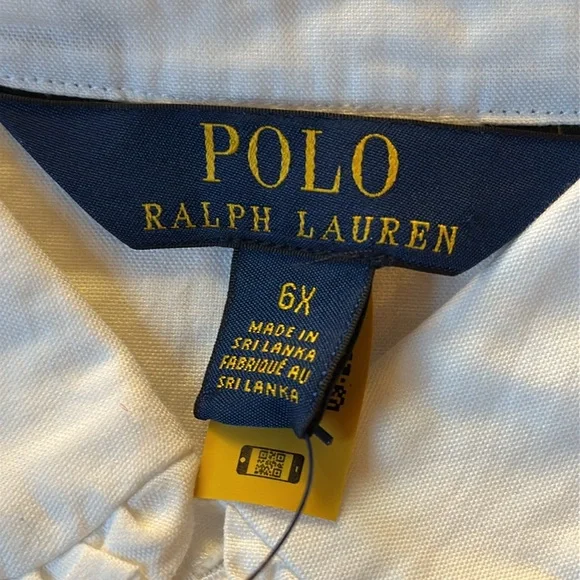 POLO
RALPH LAUREN
6X
MADE IN
SRI LANKA
FABRIQUÉ AU
SRI LANKA